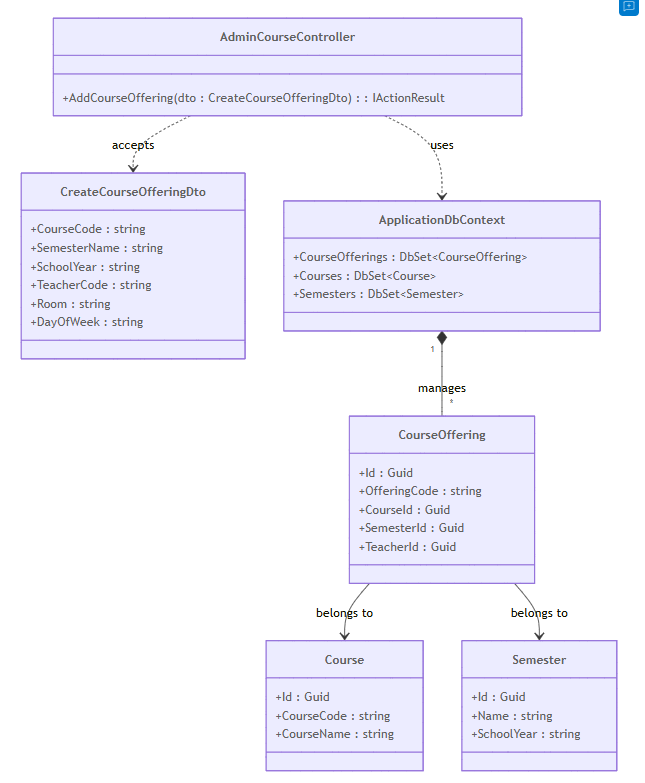 AdminCourseController
+AddCourseOffering(dto : CreateCourseOfferingDto) : : IActionResult
accepts
uses
CreateCourseOfferingDto
+CourseCode : string
+SemesterName : string
+SchoolYear : string
+TeacherCode : string
+Room : string
+DayOfWeek : string
ApplicationDbContext
+CourseOfferings : DbSet<CourseOffering>
+Courses : DbSet<Course>
+Semesters : DbSet<Semester>
1
manages
*
CourseOffering
+Id : Guid
+OfferingCode : string
+CourseId : Guid
+SemesterId : Guid
+TeacherId : Guid
belongs to
belongs to
Course
+Id : Guid
+CourseCode : string
+CourseName : string
Semester
+Id : Guid
+Name : string
+SchoolYear : string